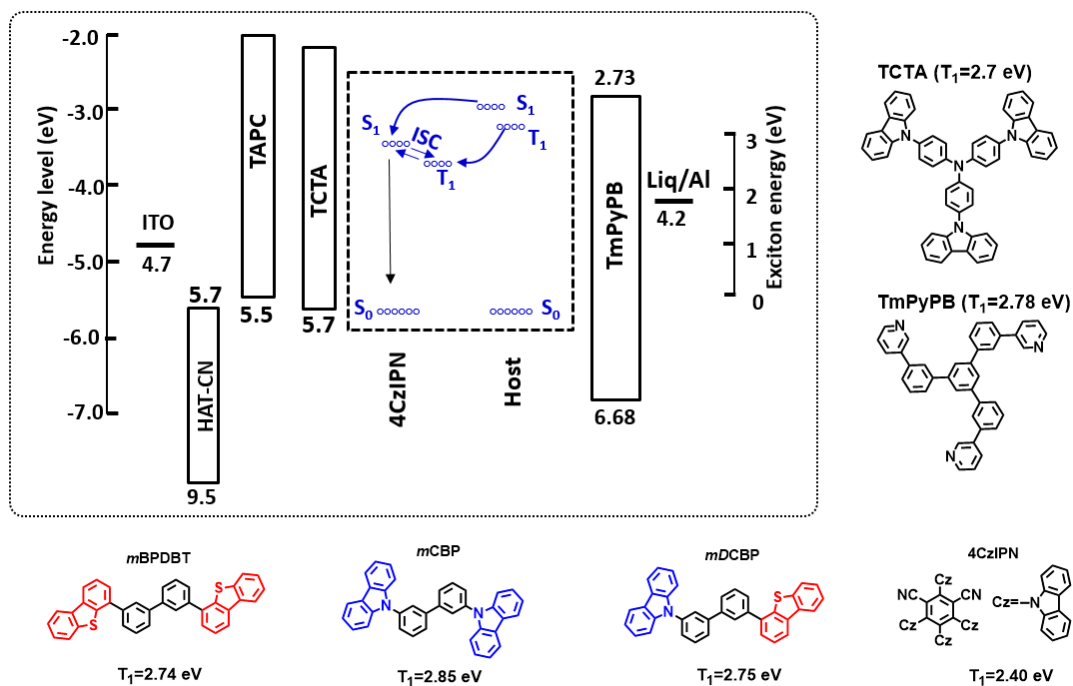 Energy level (eV)
-2.0
-3.0
-4.0
-5.0
-6.0
-7.0
ITO
4.7
5.7
HAT-CN
9.5
TAPC
5.5
TCTA
5.7
S1
ISC
T1
S1
T1
S0
S0
4CzIPN
Host
2.73
TmPyPB
6.68
Liq/Al
4.2
3
2
1
0
Exciton energy (eV)
TCTA (T1=2.7 eV)
N
N
N
N
TmPyPB (T1=2.78 eV)
N
N
N
mBPDBT
S
S
T1=2.74 eV
mCBP
N
N
T1=2.85 eV
mDCBP
N
S
T1=2.75 eV
4CzIPN
Cz
NC CN
Cz Cz
Cz
Cz= N
T1=2.40 eV